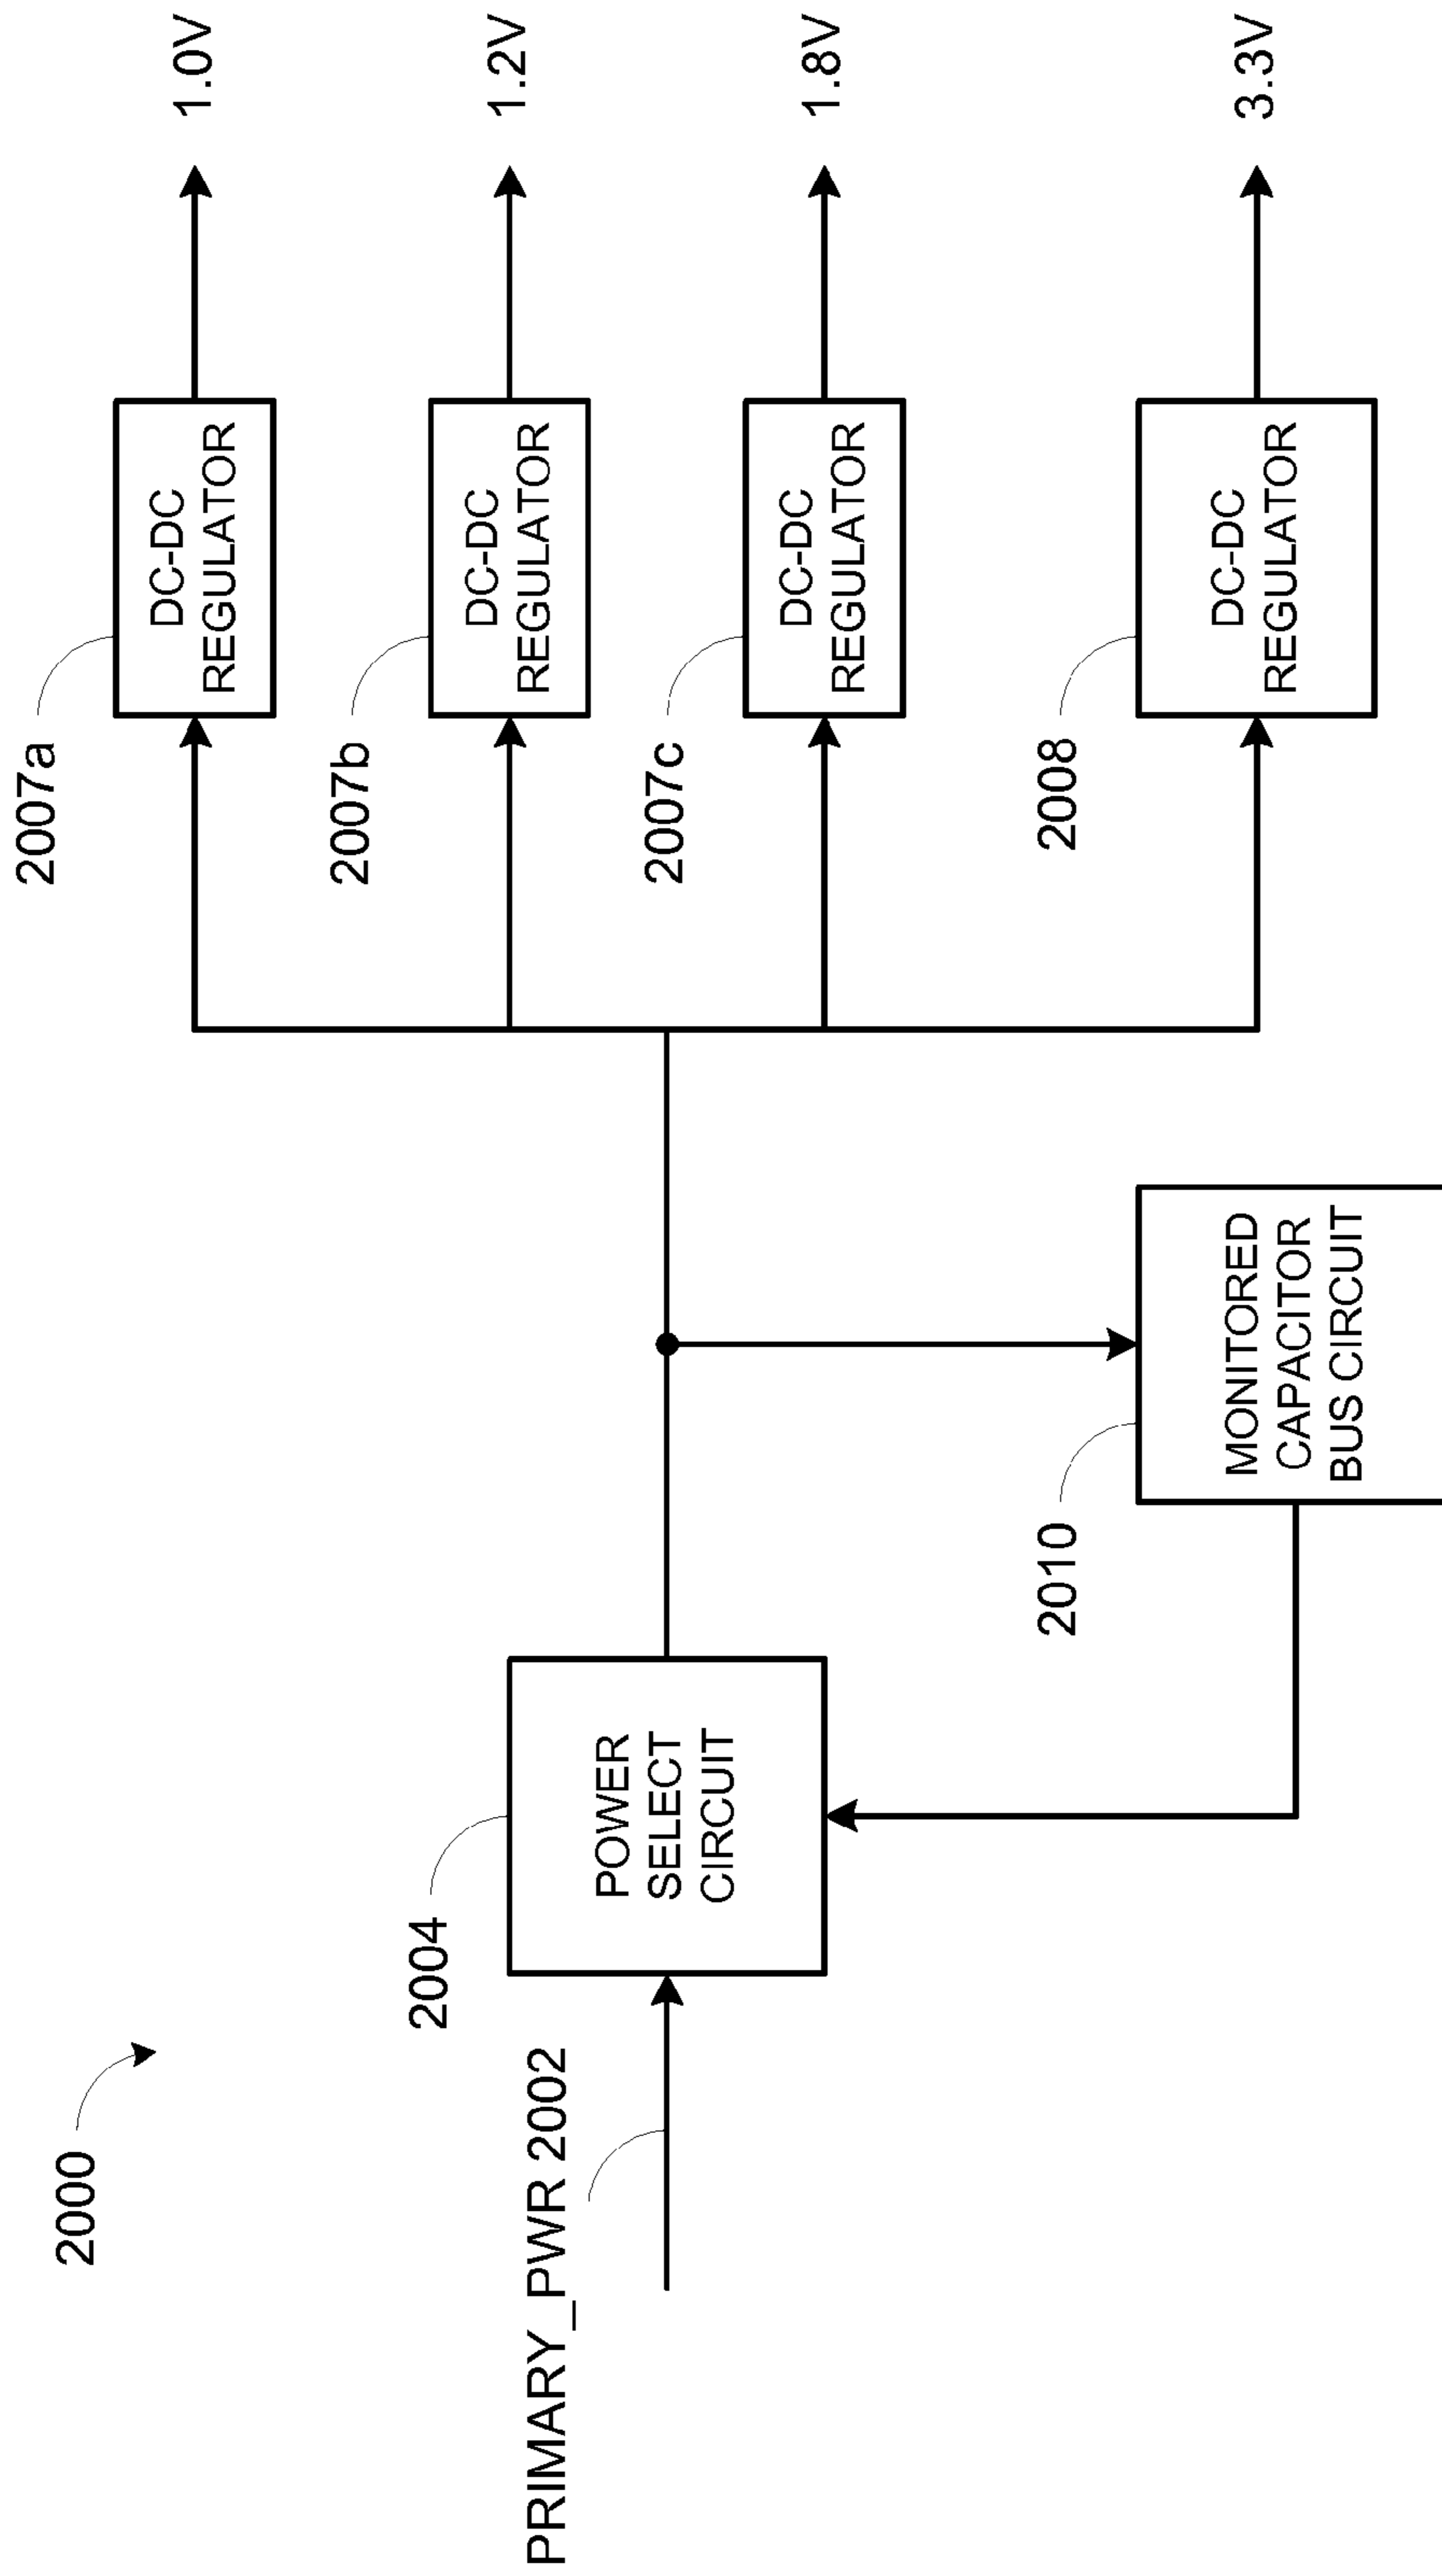 2000
PRIMARY_PWR 2002
2004
POWER
SELECT
CIRCUIT
2010
MONITORED
CAPACITOR
BUS CIRCUIT
2007a
DC-DC
REGULATOR
1.0V
2007b
DC-DC
REGULATOR
1.2V
2007c
DC-DC
REGULATOR
1.8V
2008
DC-DC
REGULATOR
3.3V